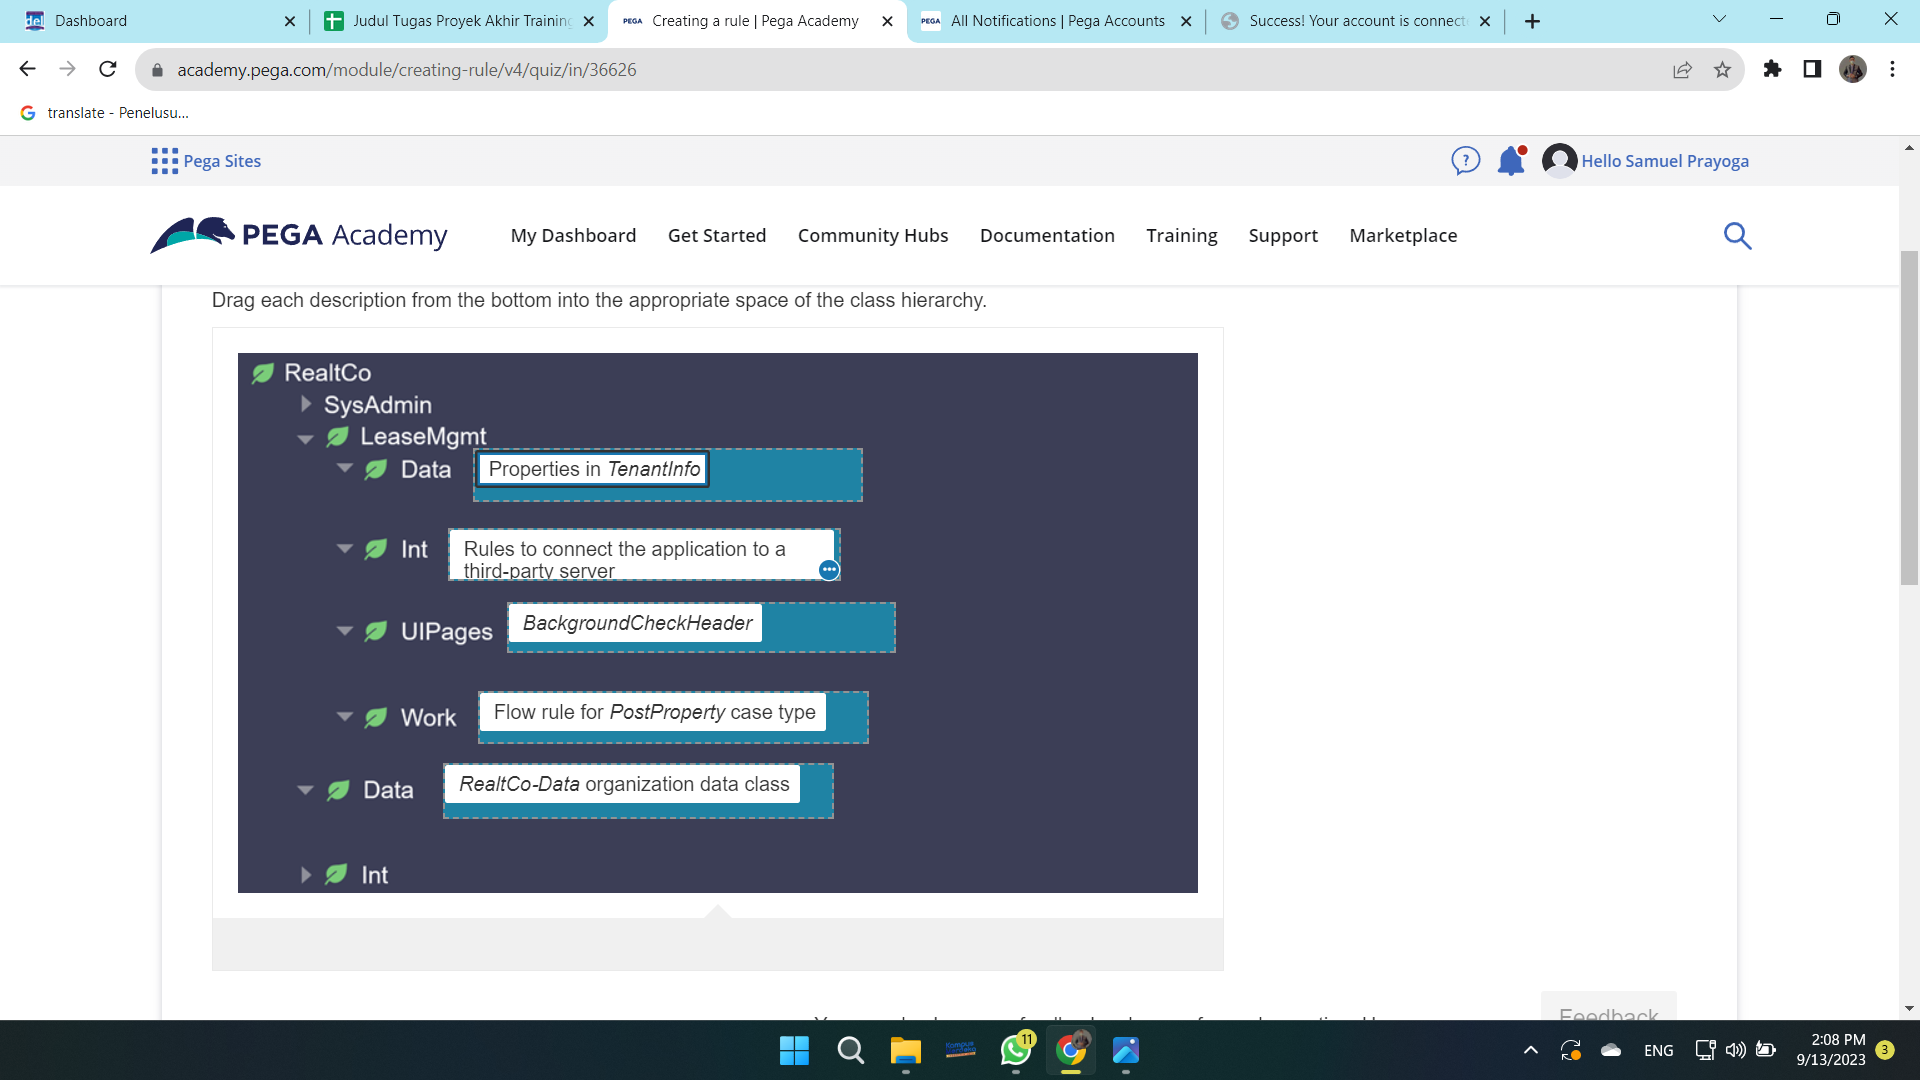 del Dashboard
Judul Tugas Proyek Akhir Training
PEGA Creating a rule | Pega Academy
PEGA All Notifications | Pega Accounts
Success! Your account is connect
academy.pega.com/module/creating-rule/v4/quiz/in/36626
translate - Penelusu...
Pega Sites
?
Hello Samuel Prayoga
PEGA Academy
My Dashboard Get Started Community Hubs Documentation Training Support Marketplace
Drag each description from the bottom into the appropriate space of the class hierarchy.
RealtCo
SysAdmin
LeaseMgmt
Data Properties in TenantInfo
Int Rules to connect the application to a
third-party server
UIPages BackgroundCheckHeader
Work Flow rule for PostProperty case type
Data RealtCo-Data organization data class
Int
Feedback
11
ENG
2:08 PM
9/13/2023
3